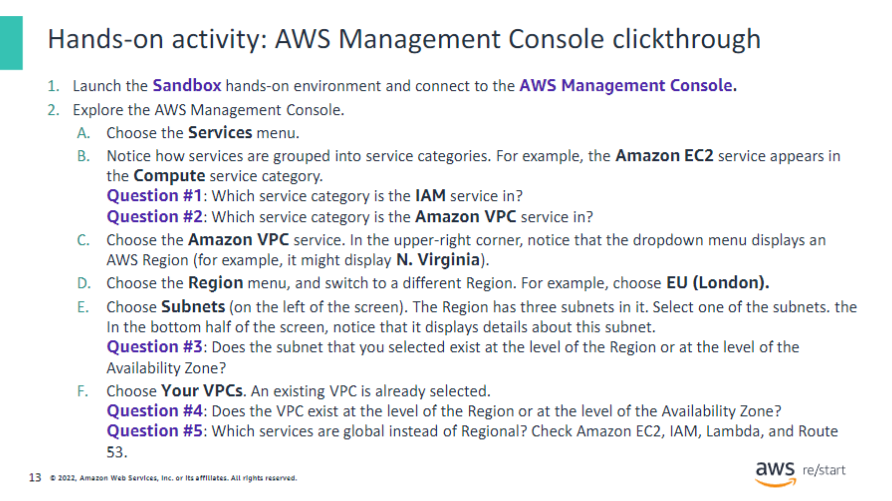 Hands-on activity: AWS Management Console clickthrough
1. Launch the Sandbox hands-on environment and connect to the AWS Management Console.
2. Explore the AWS Management Console.
A. Choose the Services menu.
B. Notice how services are grouped into service categories. For example, the Amazon EC2 service appears in
the Compute service category.
Question #1: Which service category is the IAM service in?
Question #2: Which service category is the Amazon VPC service in?
C. Choose the Amazon VPC service. In the upper-right corner, notice that the dropdown menu displays an
AWS Region (for example, it might display N. Virginia).
D. Choose the Region menu, and switch to a different Region. For example, choose EU (London).
E. Choose Subnets (on the left of the screen). The Region has three subnets in it. Select one of the subnets. the
In the bottom half of the screen, notice that it displays details about this subnet.
Question #3: Does the subnet that you selected exist at the level of the Region or at the level of the
Availability Zone?
F. Choose Your VPCs. An existing VPC is already selected.
Question #4: Does the VPC exist at the level of the Region or at the level of the Availability Zone?
Question #5: Which services are global instead of Regional? Check Amazon EC2, IAM, Lambda, and Route
53.
13 © 2022, Amazon Web Services, Inc. or its affiliates. All rights reserved.
aws re/start